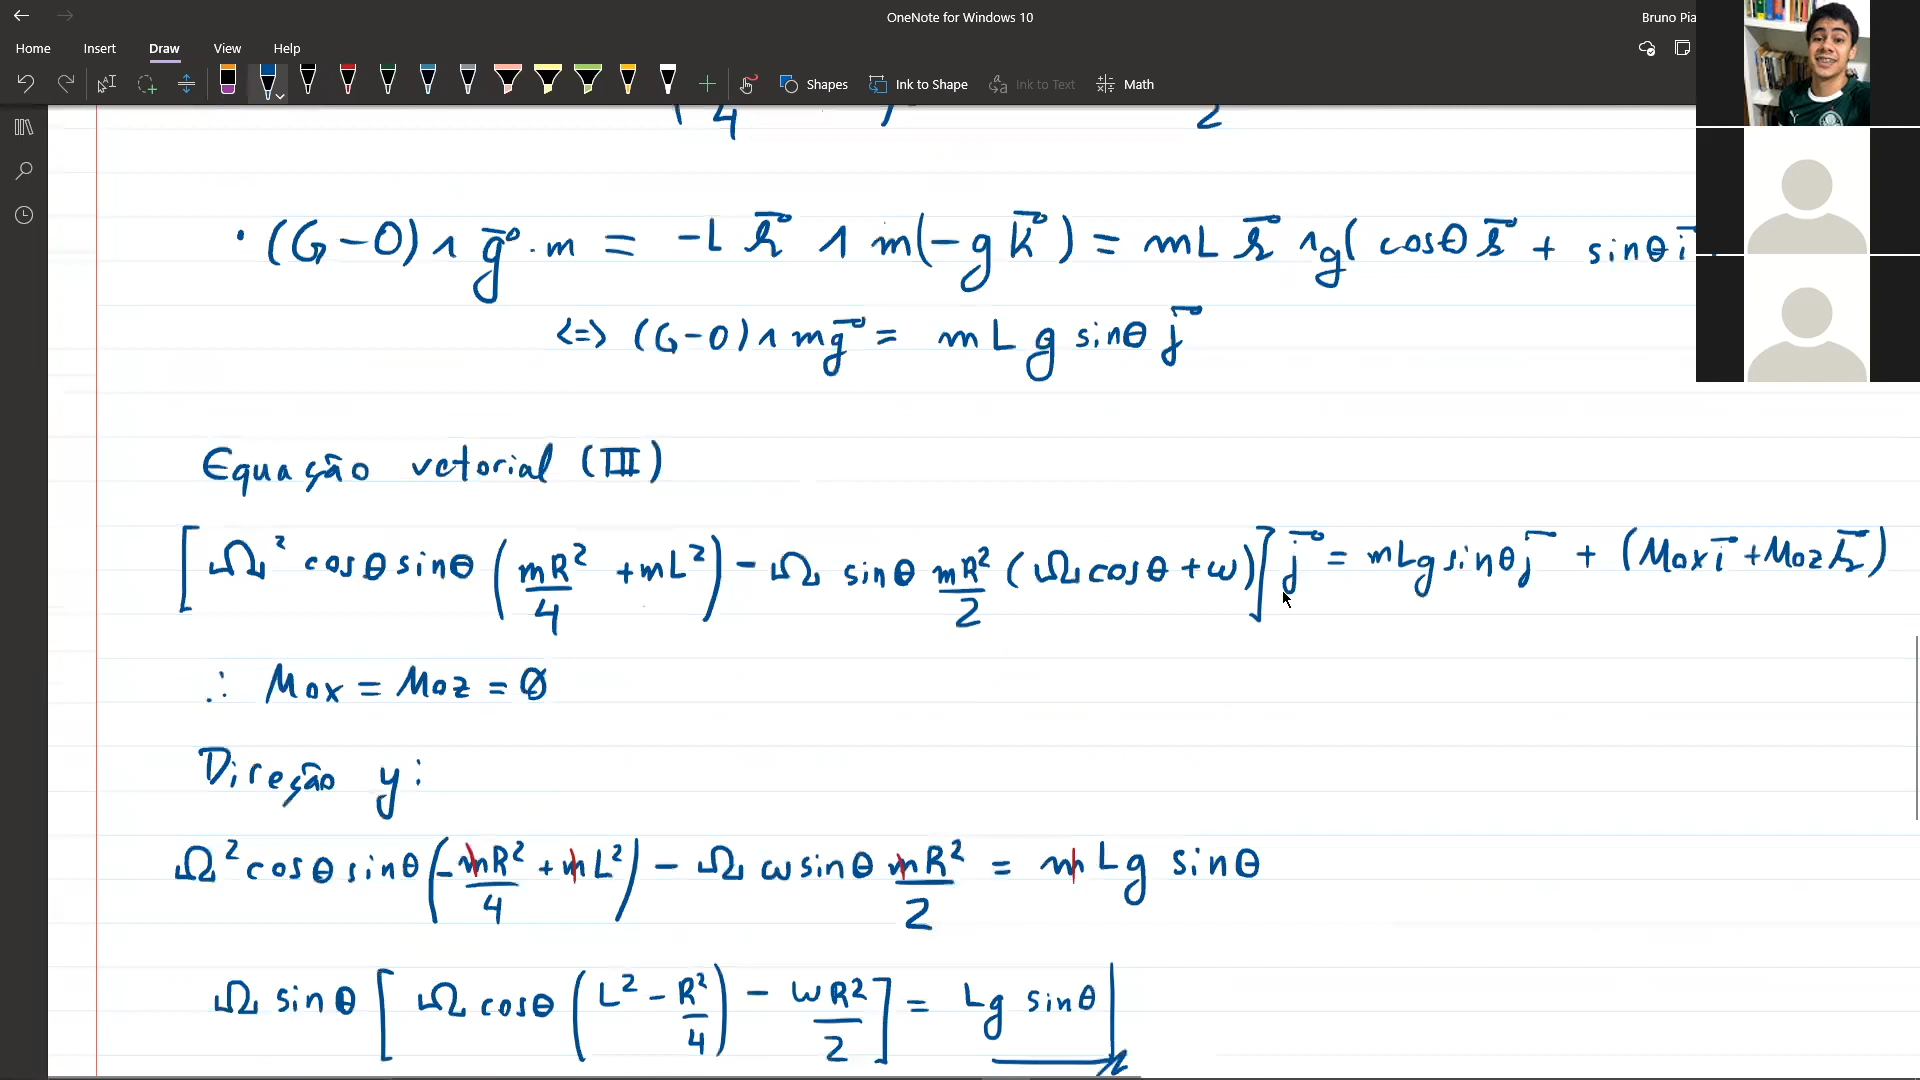 OneNote for Windows 10
Bruno Pia
Home Insert Draw View Help
Shapes Ink to Shape Ink to Text Math
4 ) 2
• (G-O) ∧ g⃗ . m = -L k⃗ ∧ m(-g K⃗) = mL k⃗ ∧ g( cosθ k⃗ + sinθ i⃗
<=> (G-O) ∧ mg⃗ = m L g sinθ j⃗
Equação vetorial (III)
[ Ω² cosθ sinθ ( mR²/4 + mL² ) - Ω sinθ mR²/2 ( Ω cosθ + ω ) ] j⃗ = mLg sinθ j⃗ + (Mox i⃗ + Moz k⃗)
∴ Mox = Moz = 0
Direção y:
Ω² cosθ sinθ ( -mR²/4 + mL² ) - Ω ω sinθ mR²/2 = m L g sinθ
Ω sinθ [ Ω cosθ ( L² - R²/4 ) - ωR²/2 ] = Lg sinθ